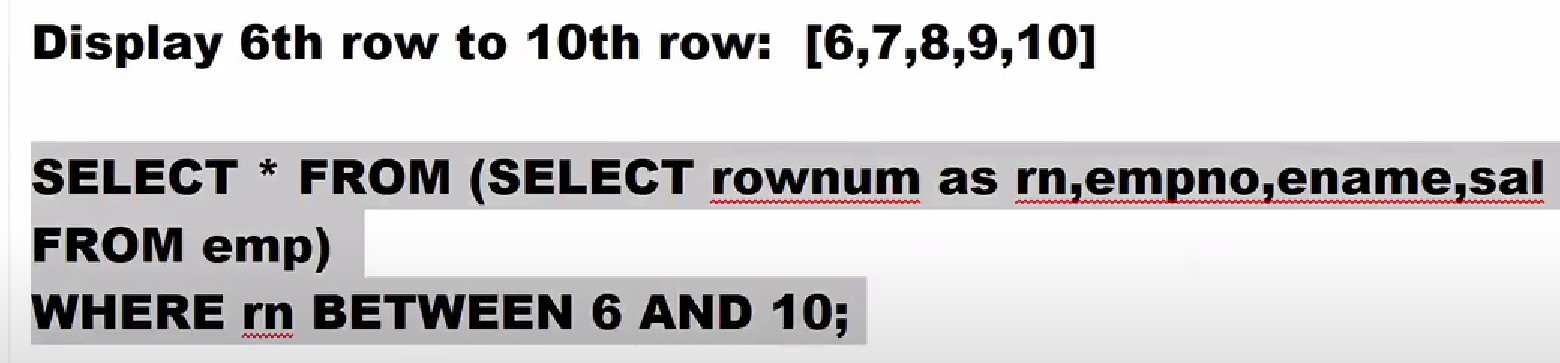 Display 6th row to 10th row:  [6,7,8,9,10]
SELECT * FROM (SELECT rownum as rn,empno,ename,sal
FROM emp)
WHERE rn BETWEEN 6 AND 10;